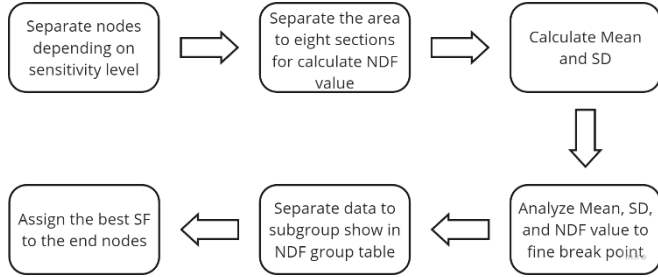 Separate nodes
depending on
sensitivity level
Separate the area
to eight sections
for calculate NDF
value
Calculate Mean
and SD
Analyze Mean, SD,
and NDF value to
fine break point
Separate data to
subgroup show in
NDF group table
Assign the best SF
to the end nodes